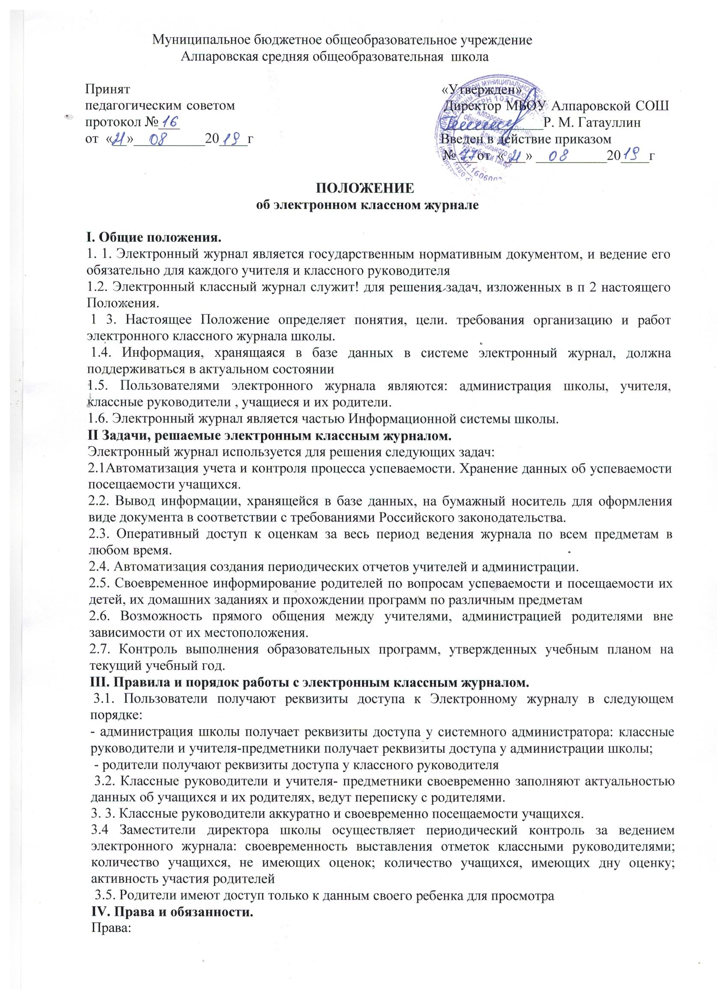 Муниципальное бюджетное общеобразовательное учреждение
Алпаровская средняя общеобразовательная школа
Принят
педагогическим советом
протокол № 16
от «21» 08 2019 г
«Утвержден»
Директор МБОУ Алпаровской СОШ
Р. М. Гатауллин
Введен в действие приказом
№ 77 от «21» 08 2019 г
ПОЛОЖЕНИЕ
об электронном классном журнале
I. Общие положения.
1. 1. Электронный журнал является государственным нормативным документом, и ведение его
обязательно для каждого учителя и классного руководителя
1.2. Электронный классный журнал служит! для решения задач, изложенных в п 2 настоящего
Положения.
1 3. Настоящее Положение определяет понятия, цели. требования организацию и работ
электронного классного журнала школы.
1.4. Информация, хранящаяся в базе данных в системе электронный журнал, должна
поддерживаться в актуальном состоянии
1.5. Пользователями электронного журнала являются: администрация школы, учителя,
классные руководители , учащиеся и их родители.
1.6. Электронный журнал является частью Информационной системы школы.
II Задачи, решаемые электронным классным журналом.
Электронный журнал используется для решения следующих задач:
2.1Автоматизация учета и контроля процесса успеваемости. Хранение данных об успеваемости
посещаемости учащихся.
2.2. Вывод информации, хранящейся в базе данных, на бумажный носитель для оформления
виде документа в соответствии с требованиями Российского законодательства.
2.3. Оперативный доступ к оценкам за весь период ведения журнала по всем предметам в
любом время.
2.4. Автоматизация создания периодических отчетов учителей и администрации.
2.5. Своевременное информирование родителей по вопросам успеваемости и посещаемости их
детей, их домашних заданиях и прохождении программ по различным предметам
2.6. Возможность прямого общения между учителями, администрацией родителями вне
зависимости от их местоположения.
2.7. Контроль выполнения образовательных программ, утвержденных учебным планом на
текущий учебный год.
III. Правила и порядок работы с электронным классным журналом.
3.1. Пользователи получают реквизиты доступа к Электронному журналу в следующем
порядке:
- администрация школы получает реквизиты доступа у системного администратора: классные
руководители и учителя-предметники получает реквизиты доступа у администрации школы;
- родители получают реквизиты доступа у классного руководителя
3.2. Классные руководители и учителя- предметники своевременно заполняют актуальностью
данных об учащихся и их родителях, ведут переписку с родителями.
3. 3. Классные руководители аккуратно и своевременно посещаемости учащихся.
3.4 Заместители директора школы осуществляет периодический контроль за ведением
электронного журнала: своевременность выставления отметок классными руководителями;
количество учащихся, не имеющих оценок; количество учащихся, имеющих дну оценку;
активность участия родителей
3.5. Родители имеют доступ только к данным своего ребенка для просмотра
IV. Права и обязанности.
Права: